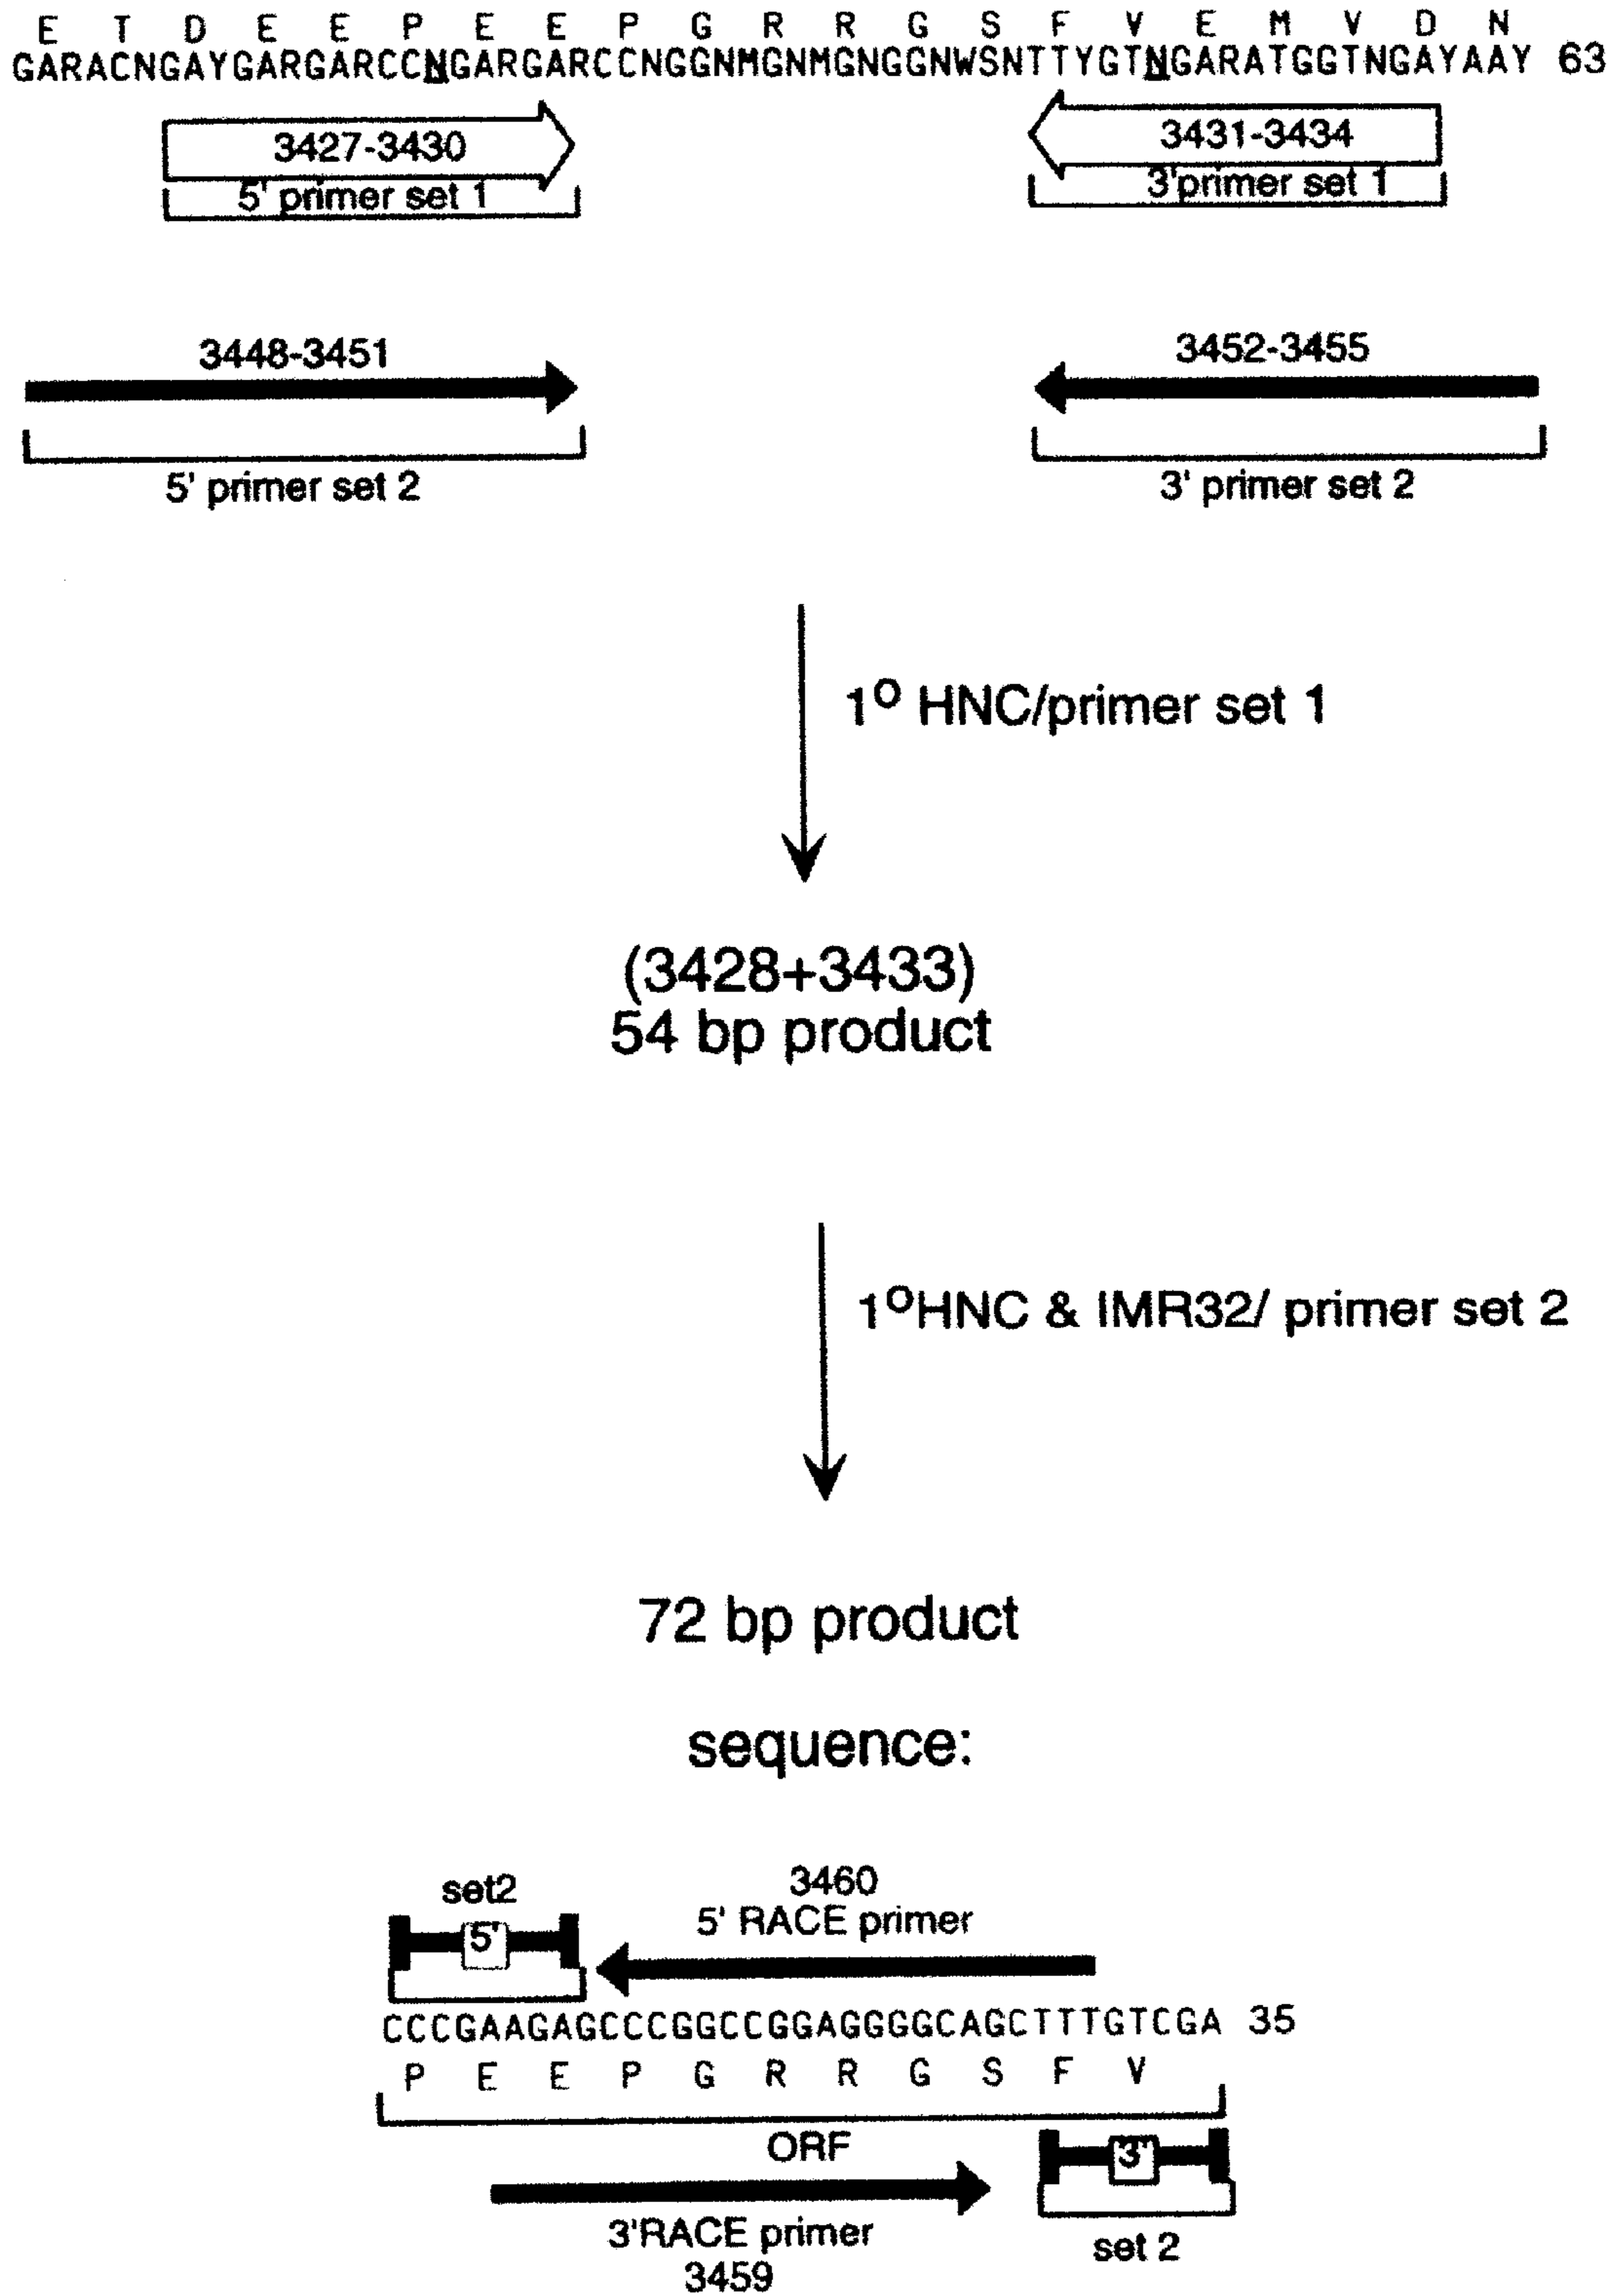 E T D E E P E E P G R R G S F V E M V D N
GARACNGAYGARGARCCNGARGARCCNGGNMGNMGNGGNWSNTTYGTNGARATGGTNGAYAAY 63
3427-3430
5' primer set 1
3431-3434
3'primer set 1
3448-3451
5' primer set 2
3452-3455
3' primer set 2
1º HNC/primer set 1
(3428+3433)
54 bp product
1ºHNC & IMR32/ primer set 2
72 bp product
sequence:
set2
5'
3460
5' RACE primer
CCCGAAGAGCCCGGCCGGAGGGGCAGCTTTGTCGA 35
P E E P G R R G S F V
ORF
3'RACE primer
3459
3'
set 2